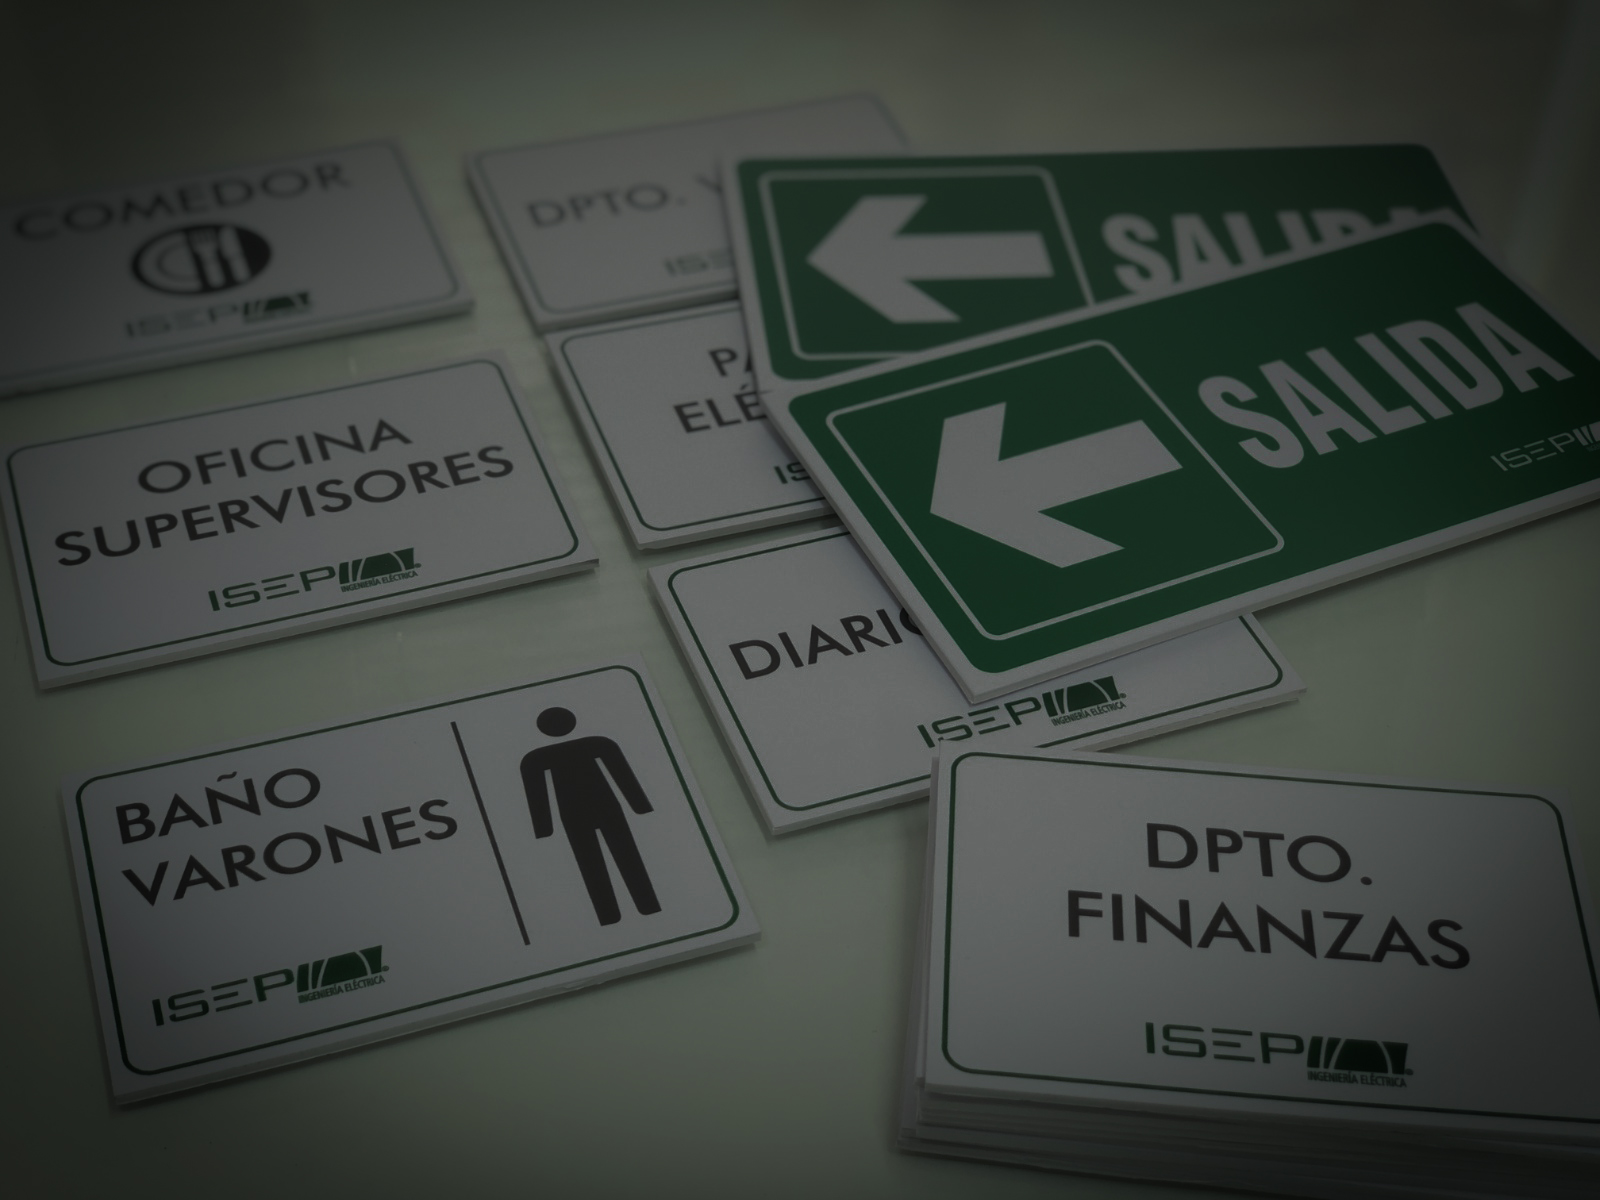 COMEDOR
ISEP
DPTO.
ISEP
SALIDA
SALIDA
ISEP
OFICINA
SUPERVISORES
ISEP
INGENIERÍA ELÉCTRICA
DIARIO
ISEP
INGENIERÍA ELÉCTRICA
BAÑO
VARONES
ISEP
INGENIERÍA ELÉCTRICA
DPTO.
FINANZAS
ISEP
INGENIERÍA ELÉCTRICA